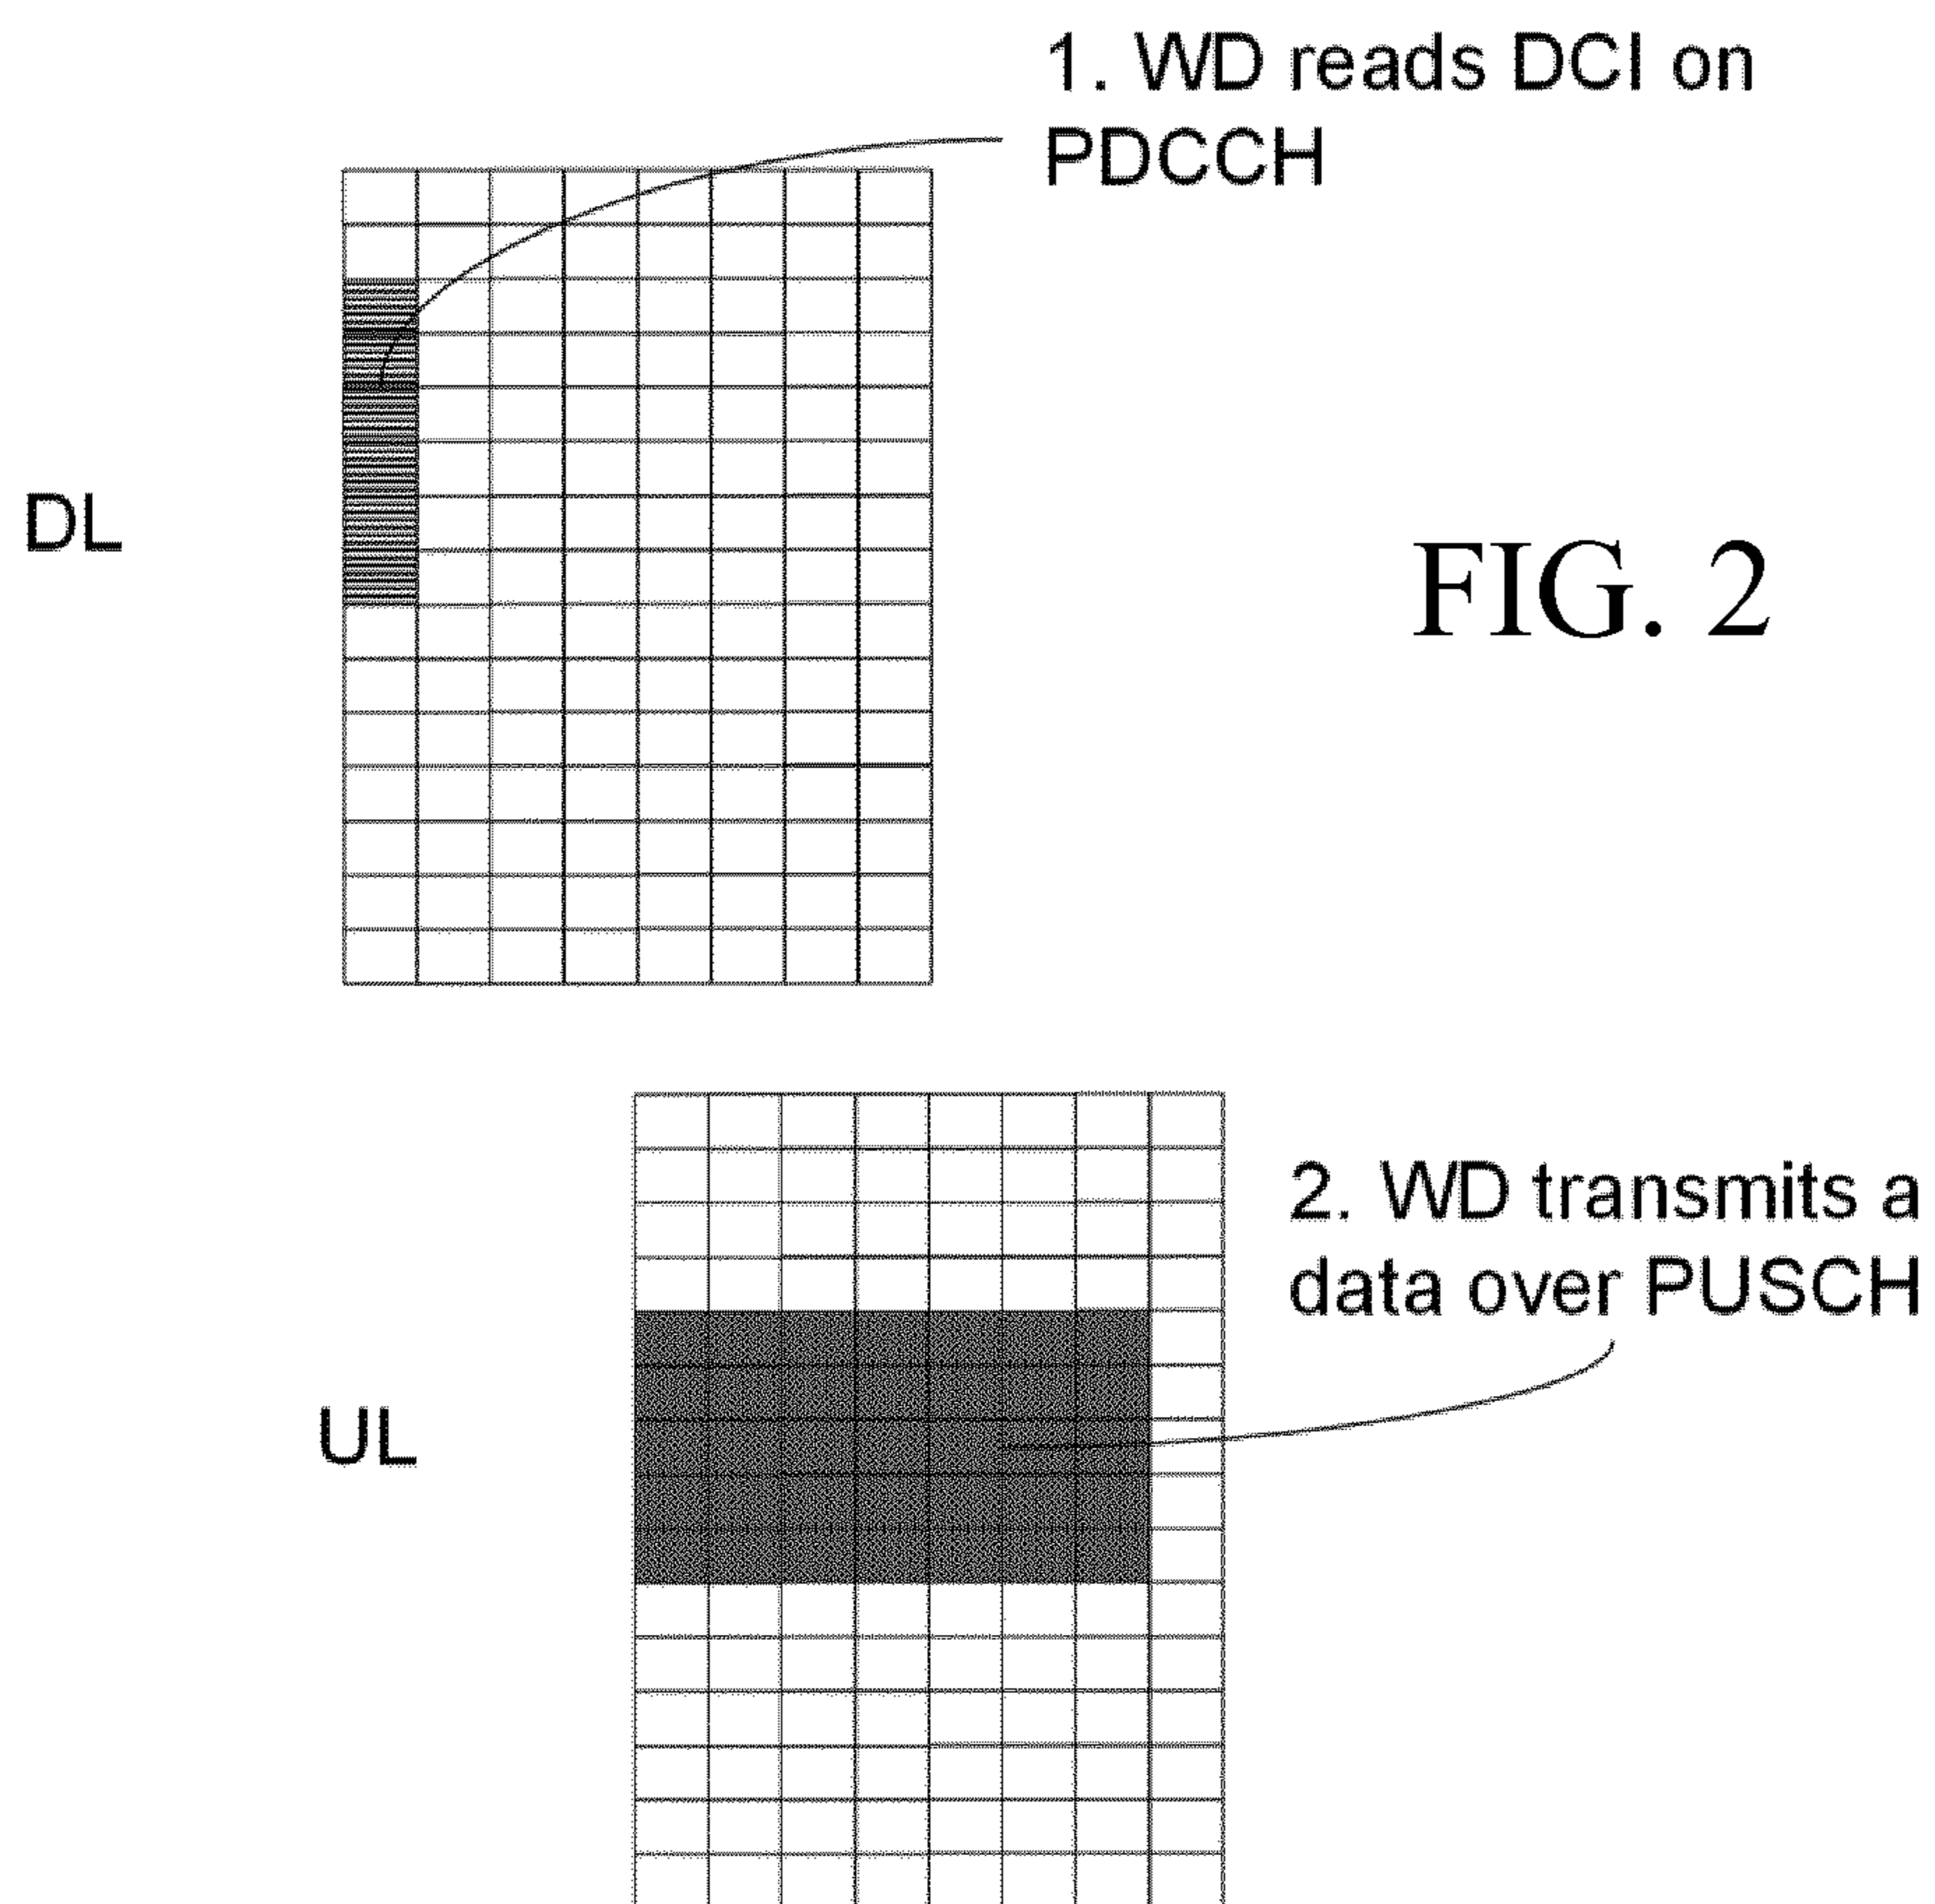 1. WD reads DCI on
PDCCH
DL
FIG. 2
2. WD transmits a
data over PUSCH
UL